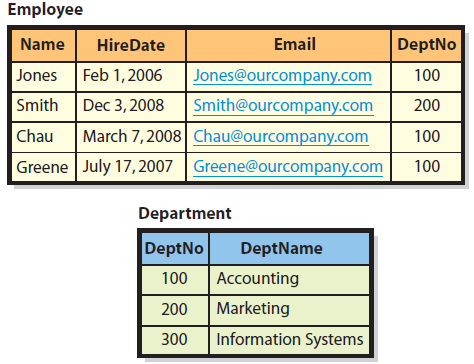 Employee
Name HireDate Email DeptNo
Jones Feb 1, 2006 Jones@ourcompany.com 100
Smith Dec 3, 2008 Smith@ourcompany.com 200
Chau March 7, 2008 Chau@ourcompany.com 100
Greene July 17, 2007 Greene@ourcompany.com 100
Department
DeptNo DeptName
100 Accounting
200 Marketing
300 Information Systems